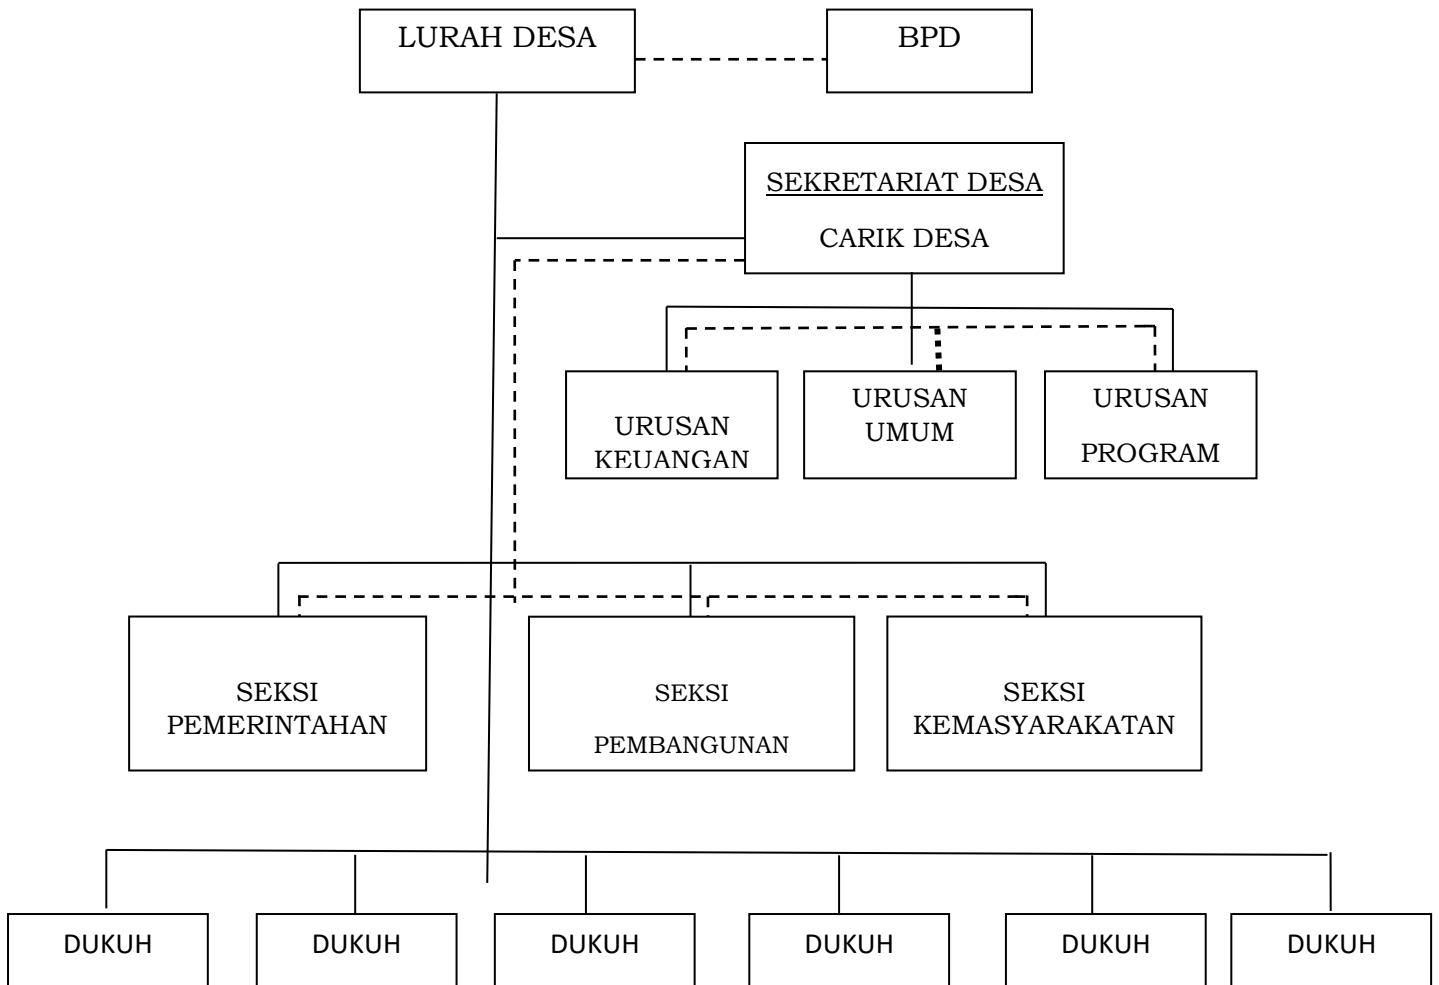 LURAH DESA
BPD
SEKRETARIAT DESA
CARIK DESA
URUSAN
KEUANGAN
URUSAN
UMUM
URUSAN
PROGRAM
SEKSI
PEMERINTAHAN
SEKSI
PEMBANGUNAN
SEKSI
KEMASYARAKATAN
DUKUH
DUKUH
DUKUH
DUKUH
DUKUH
DUKUH